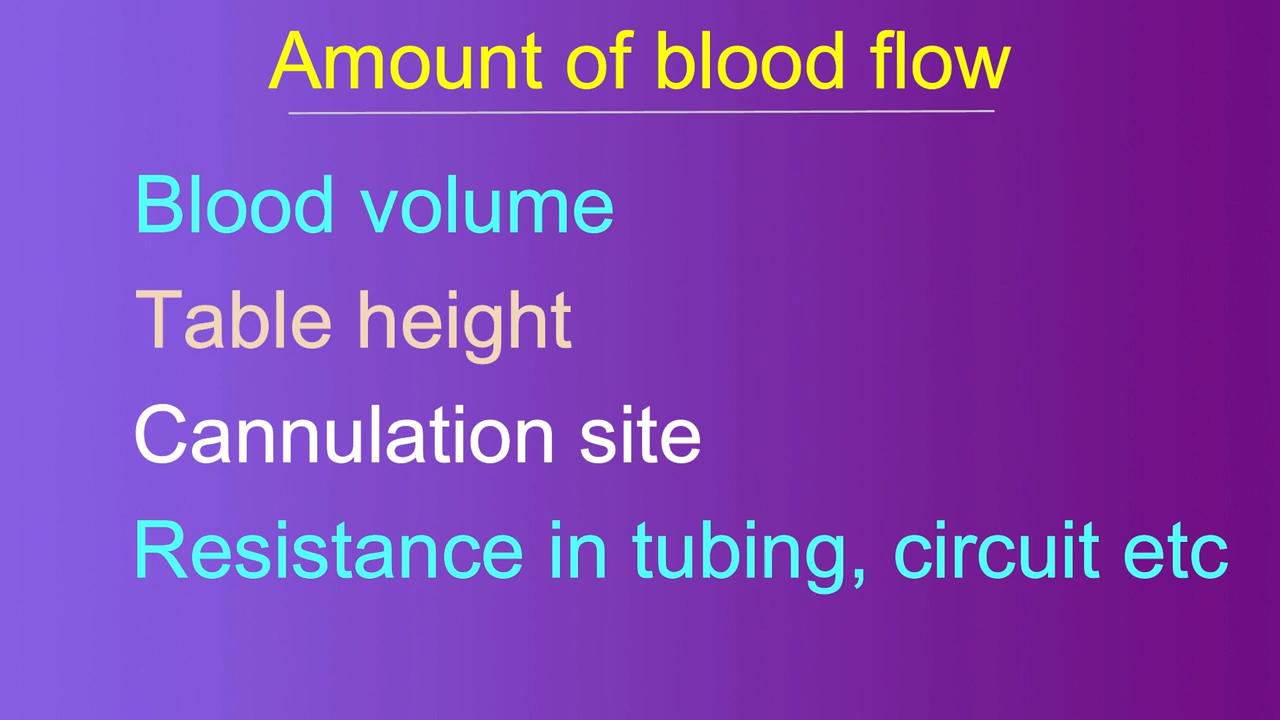 Amount of blood flow
Blood volume
Table height
Cannulation site
Resistance in tubing, circuit etc